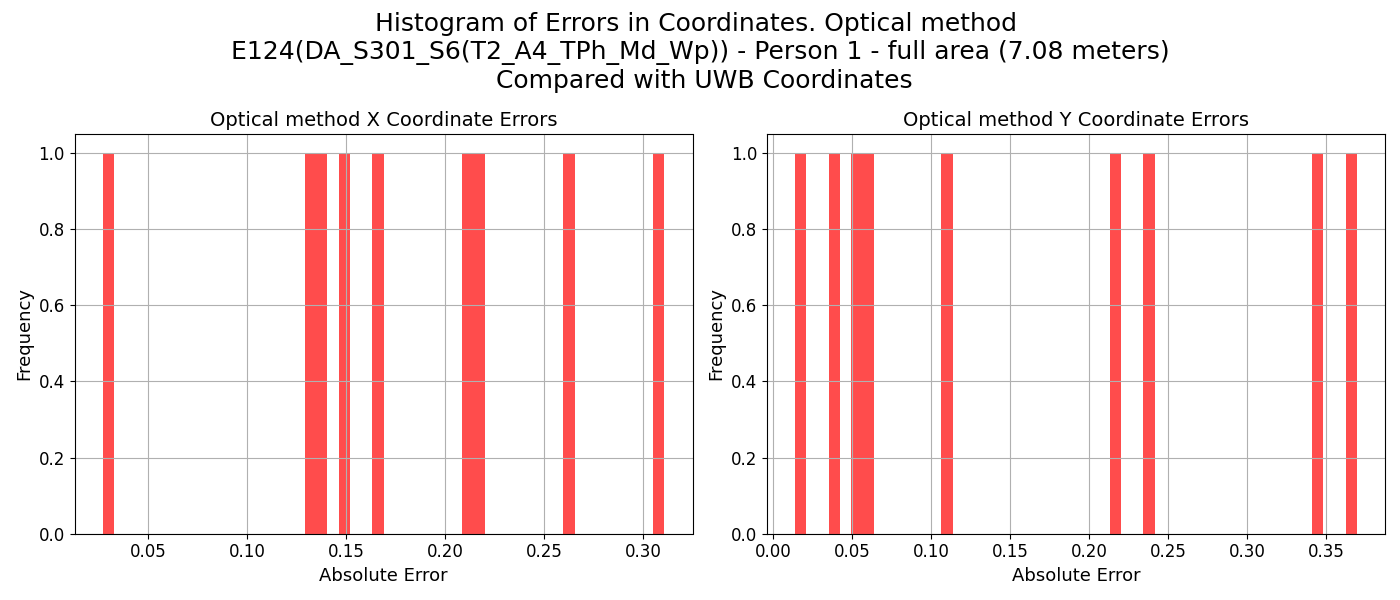 Histogram of Errors in Coordinates. Optical method
E124(DA_S301_S6(T2_A4_TPh_Md_Wp)) - Person 1 - full area (7.08 meters)
Compared with UWB Coordinates
Optical method X Coordinate Errors
1.0
0.8
0.6
0.4
0.2
0.0
Frequency
0.05 0.10 0.15 0.20 0.25 0.30
Absolute Error
Optical method Y Coordinate Errors
1.0
0.8
0.6
0.4
0.2
0.0
Frequency
0.00 0.05 0.10 0.15 0.20 0.25 0.30 0.35
Absolute Error